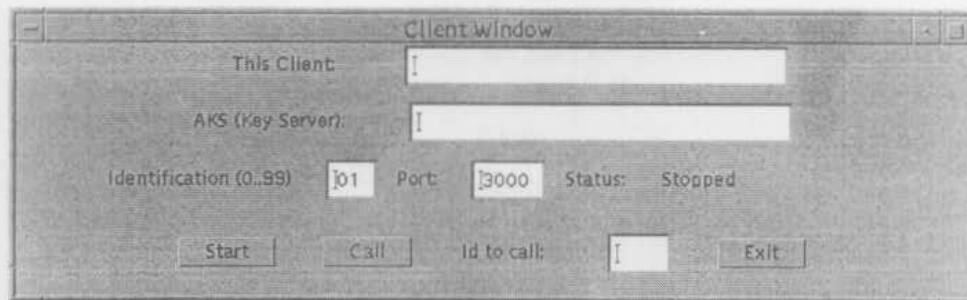 Client Window
This Client:
AKS (Key Server):
Identification (0..99) 01 Port: 3000 Status: Stopped
Start Call Id to call: Exit